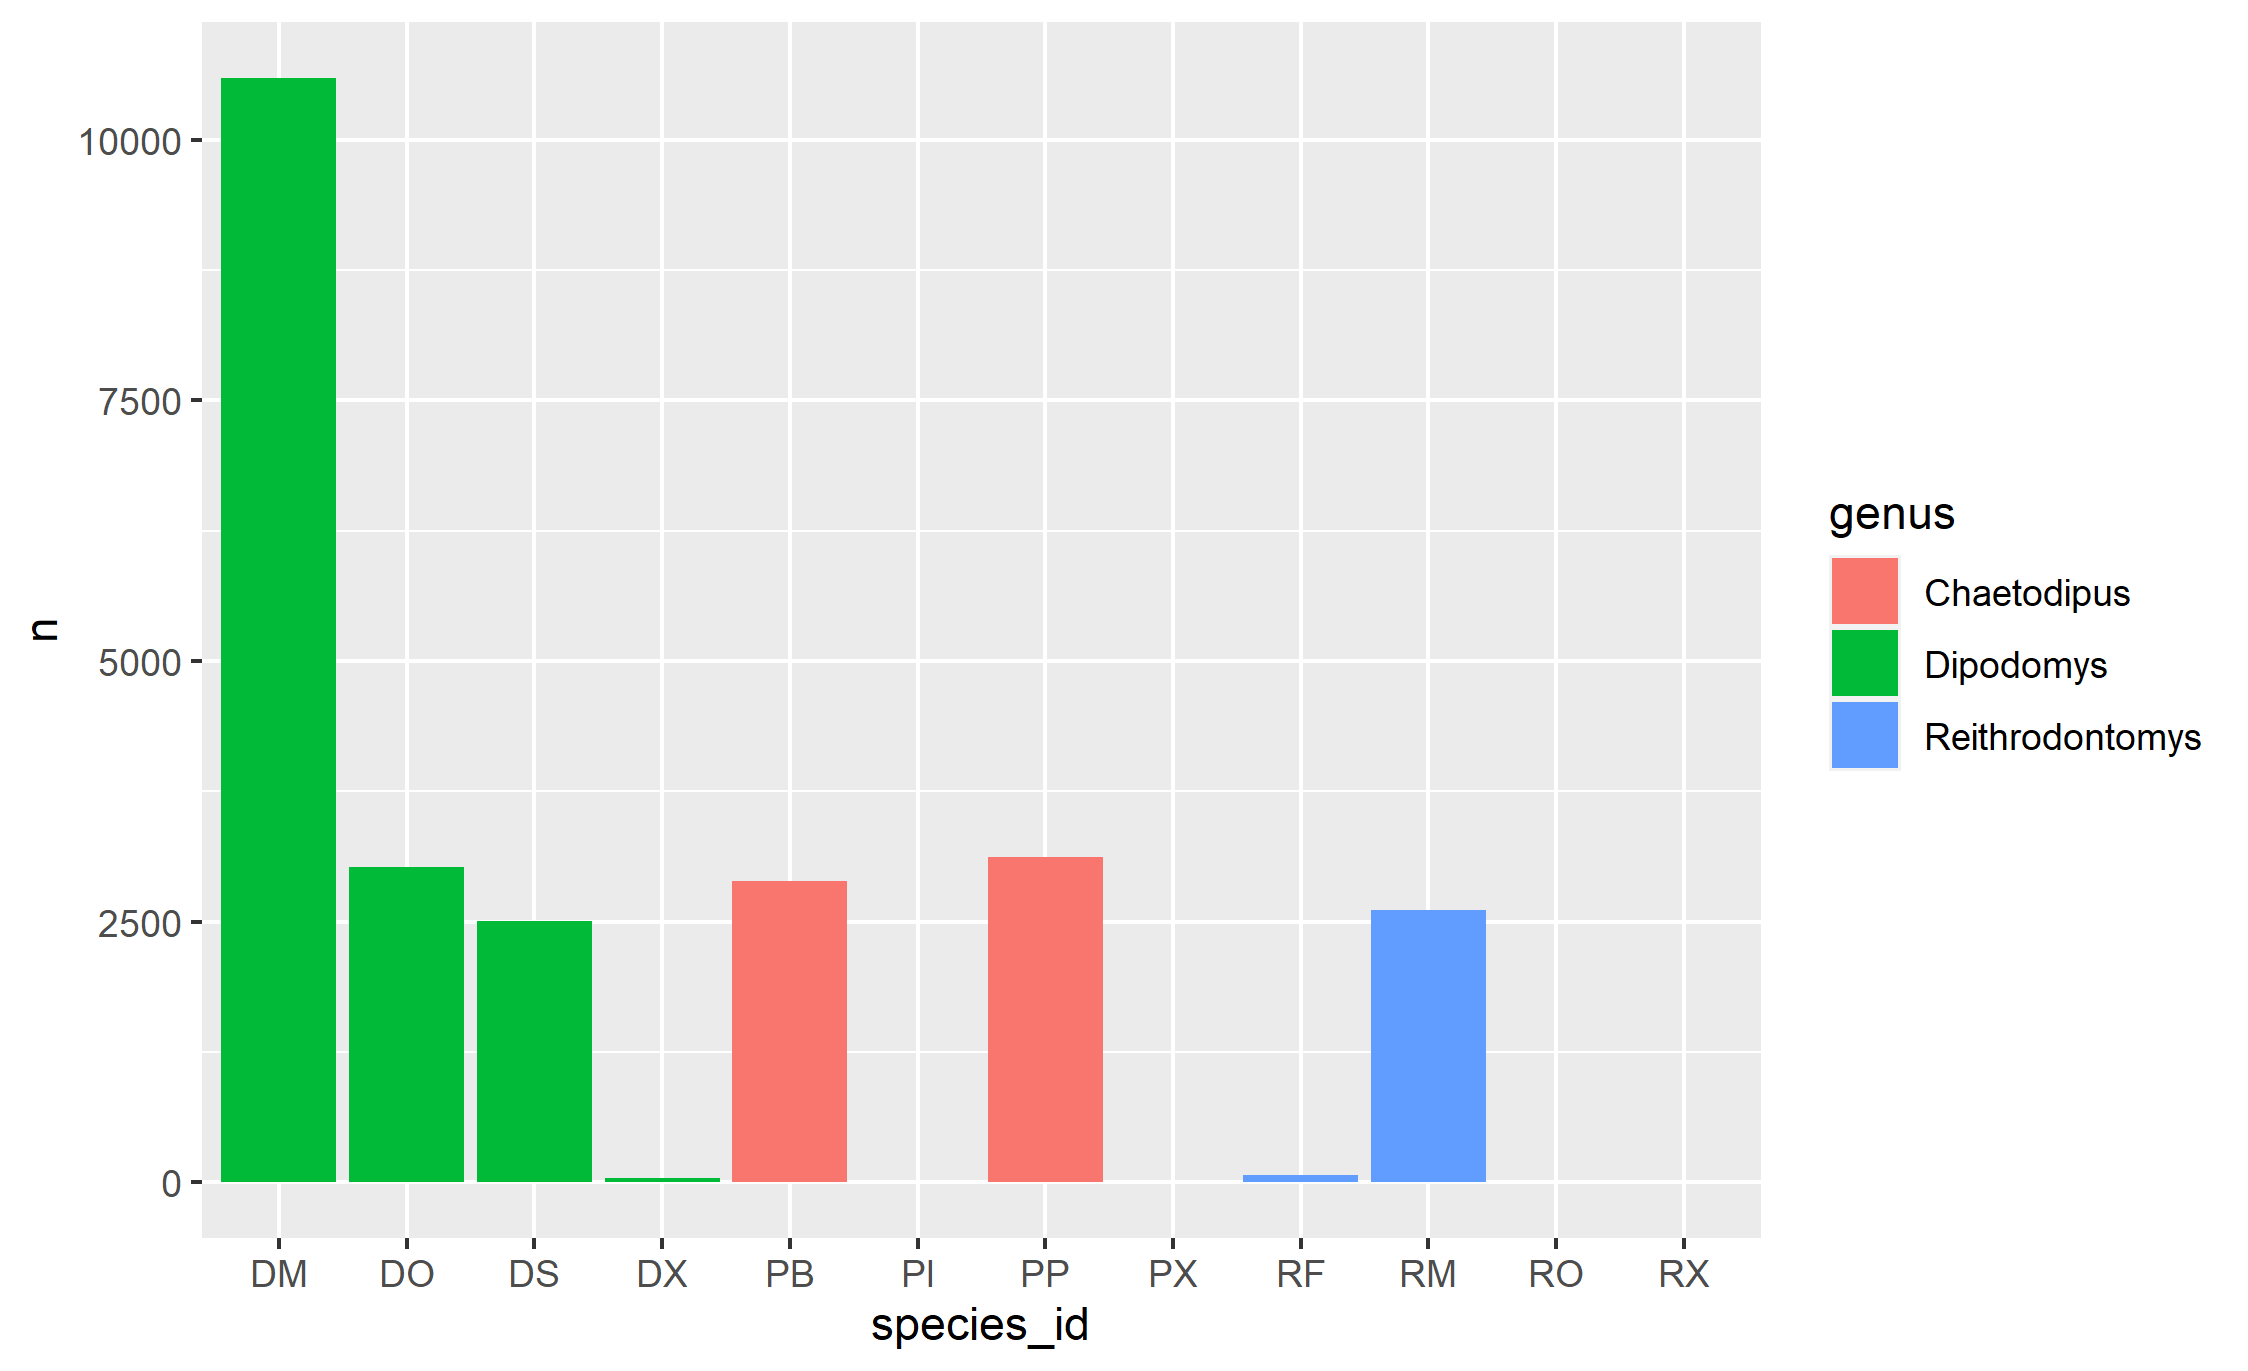 10000
7500
5000
2500
0
n
DM DO DS DX PB PI PP PX RF RM RO RX
species_id
genus
Chaetodipus
Dipodomys
Reithrodontomys